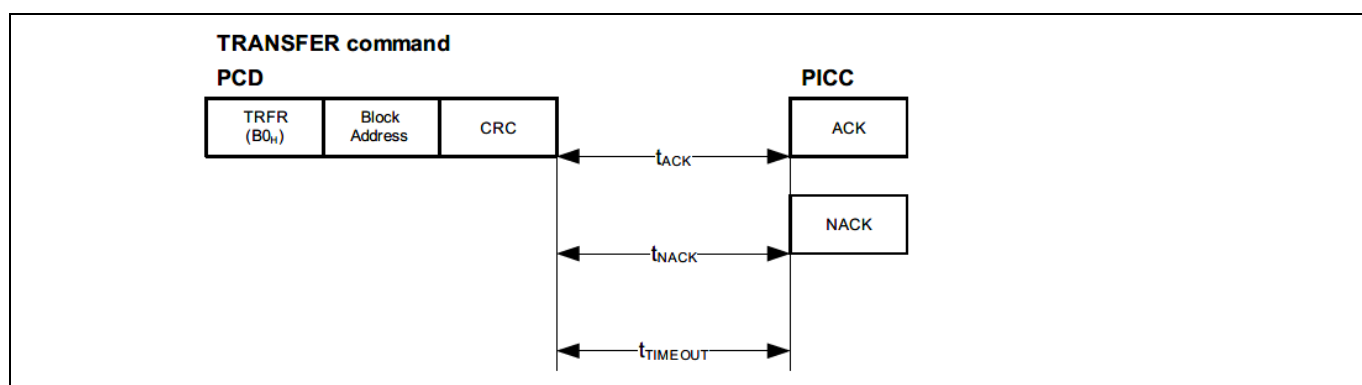 TRANSFER command
PCD PICC
TRFR
(B0H)
Block
Address
CRC
ACK
tACK
NACK
tNACK
tTIMEOUT